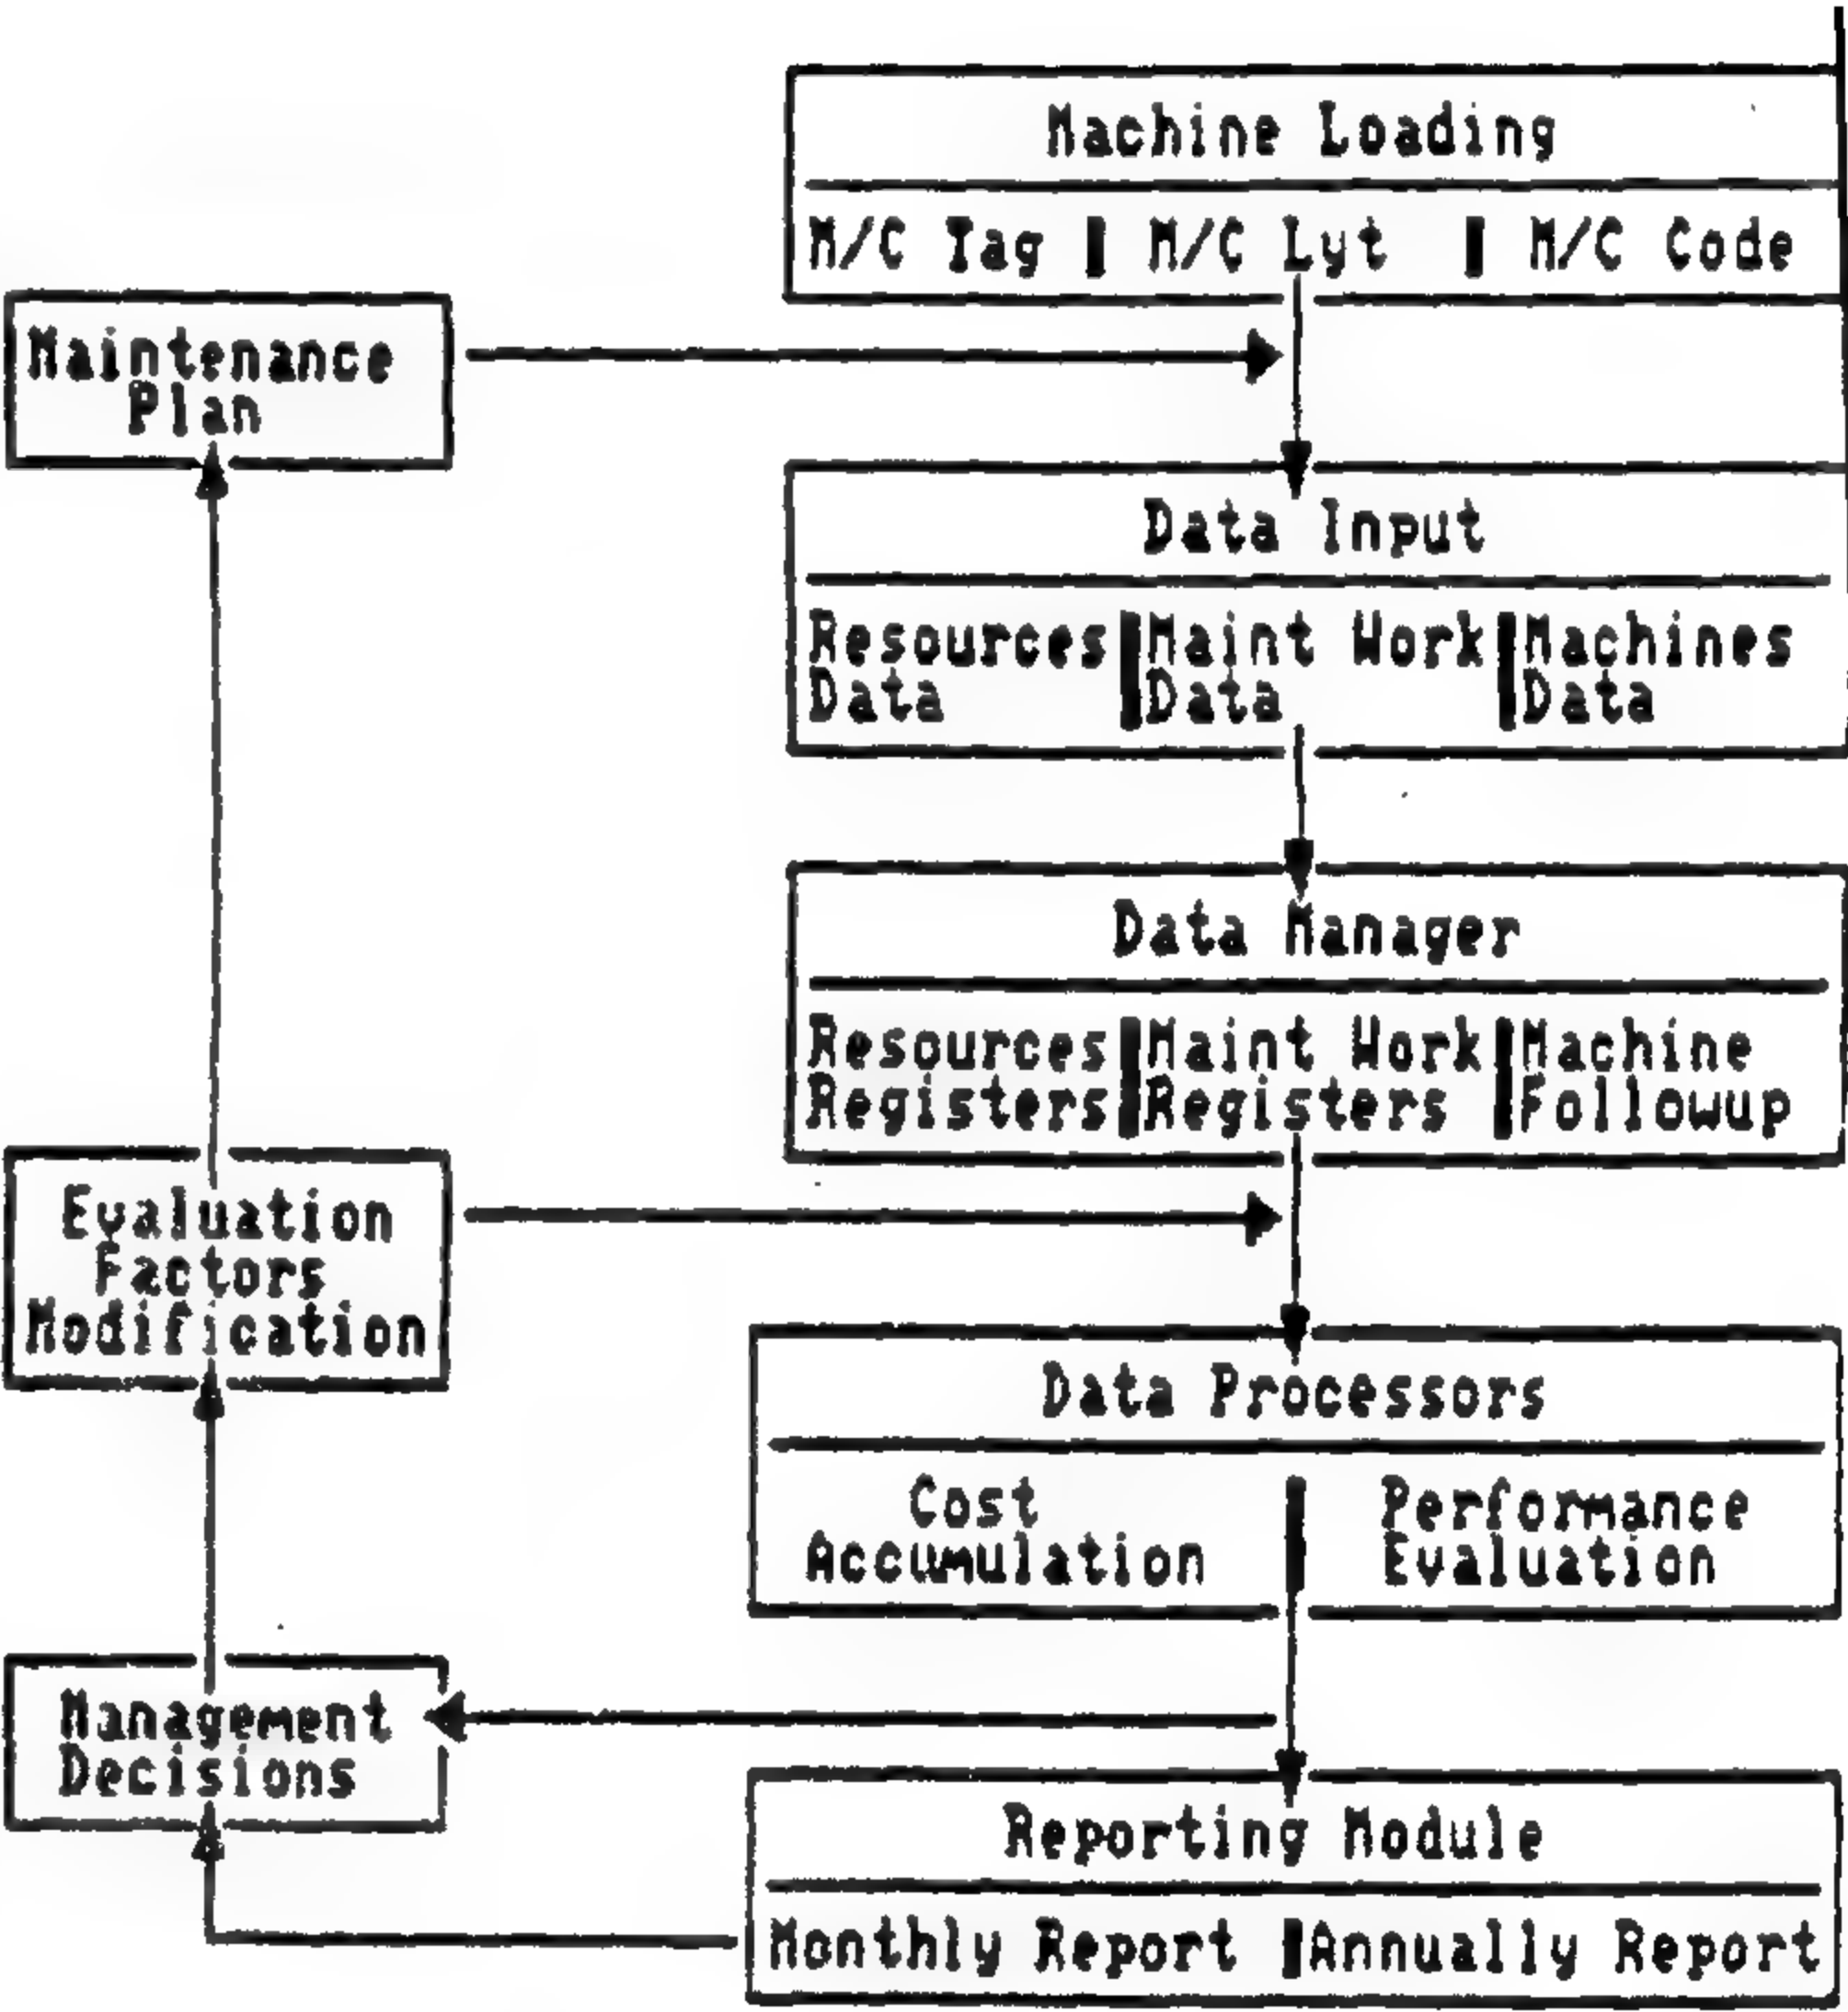 Machine Loading
M/C Tag | M/C Lyt | M/C Code
Maintenance
Plan
Data Input
Resources | Maint Work | Machines
Data | Data | Data
Data Manager
Resources | Maint Work | Machine
Registers | Registers | Followup
Evaluation
Factors
Modification
Data Processors
Cost | Performance
Accumulation | Evaluation
Management
Decisions
Reporting Module
Monthly Report | Annually Report